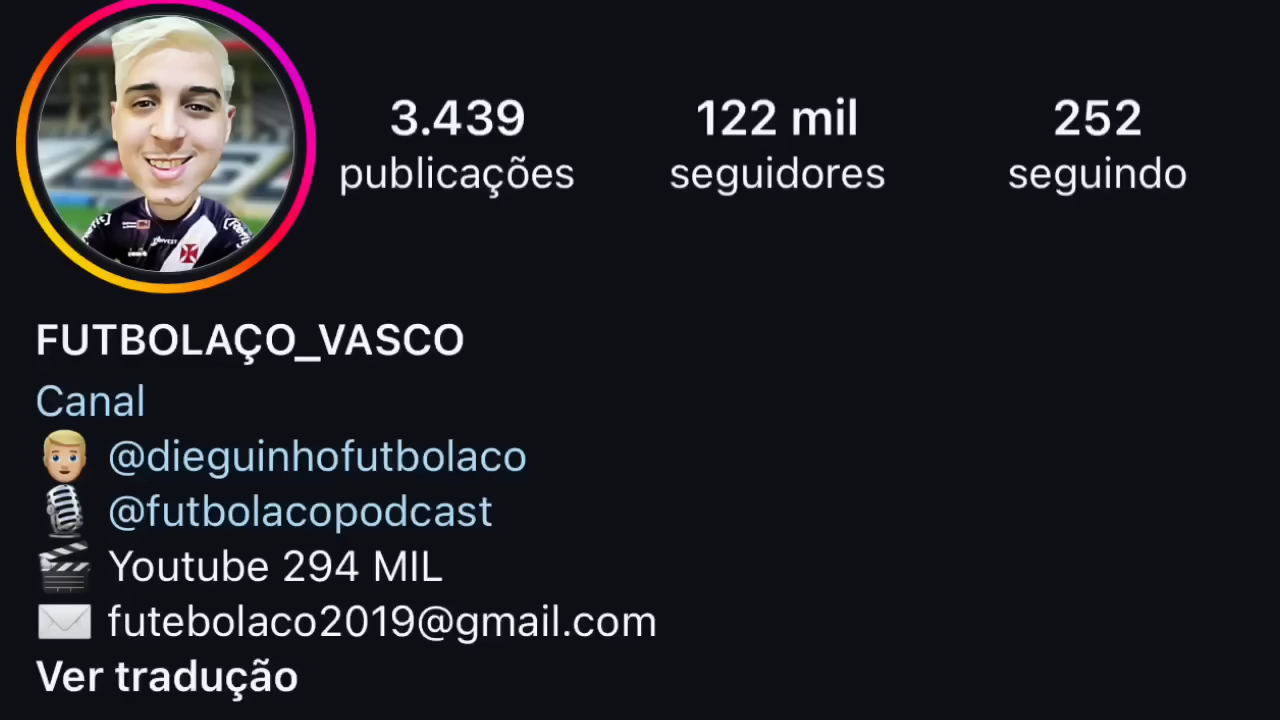 3.439
publicações
122 mil
seguidores
252
seguindo
FUTBOLAÇO_VASCO
Canal
@dieguinhofutbolaco
@futbolacopodcast
Youtube 294 MIL
futebolaco2019@gmail.com
Ver tradução